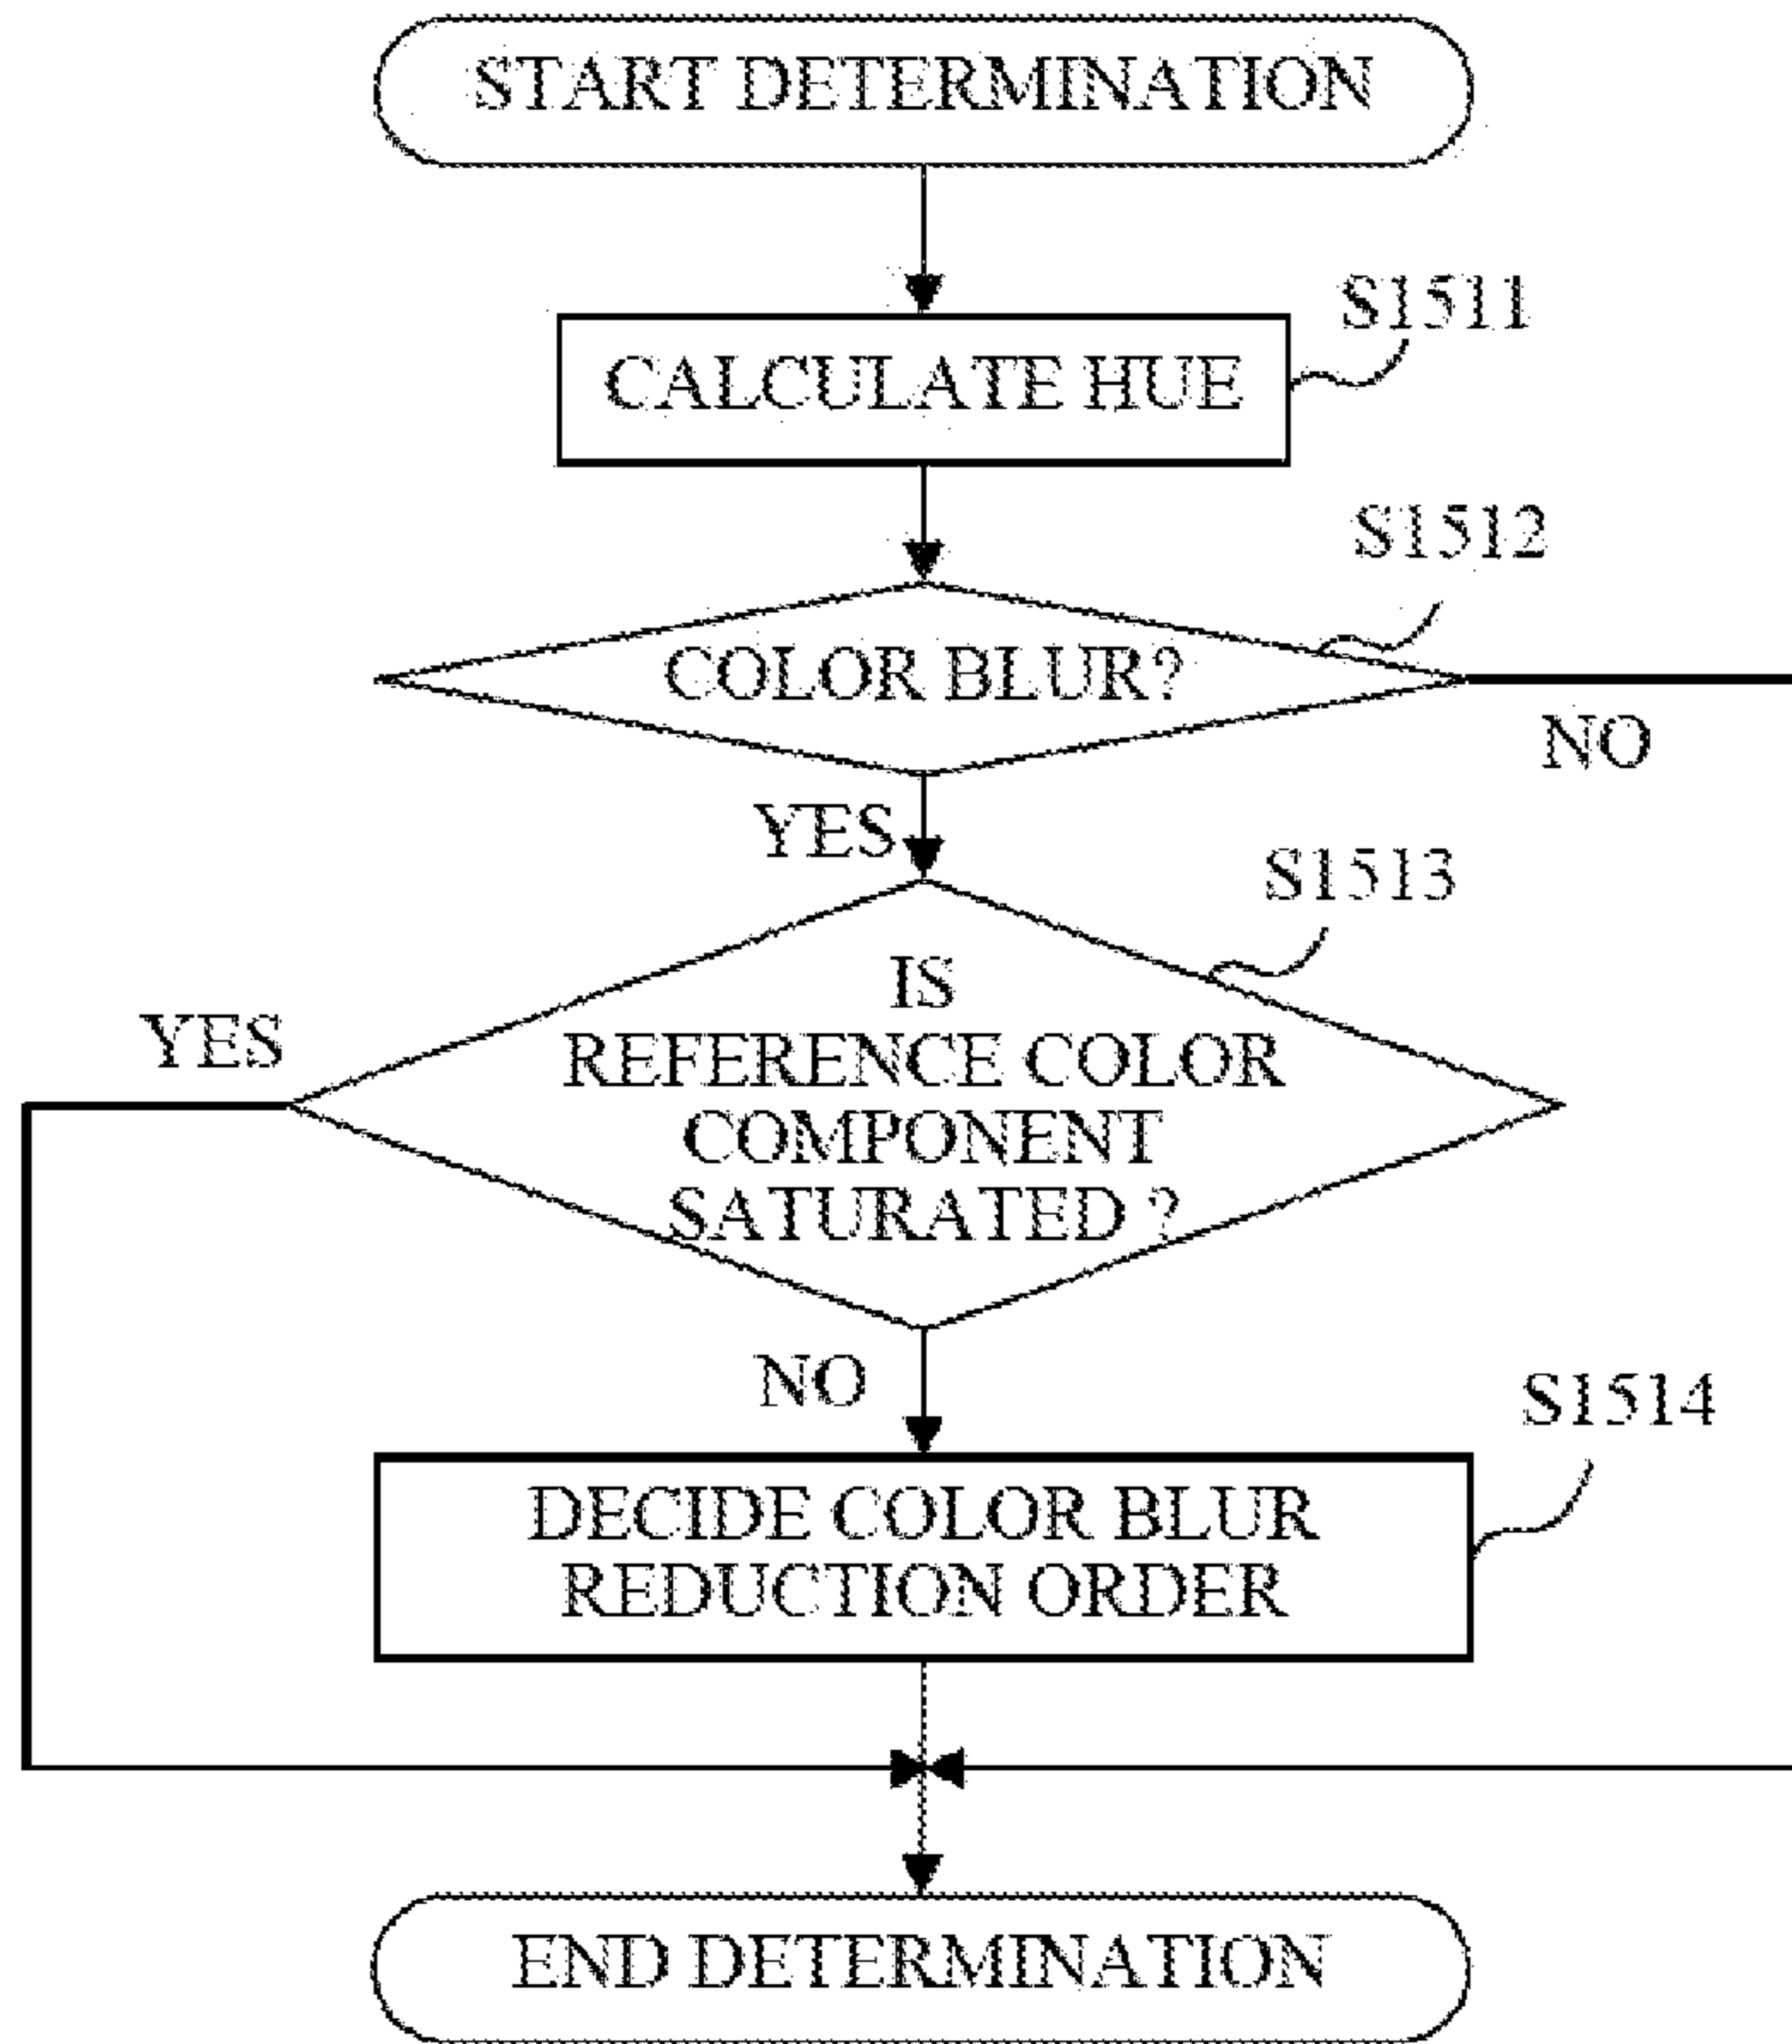 START DETERMINATION
S1511
CALCULATE HUE
S1512
COLOR BLUR?
NO
YES
S1513
IS
YES
REFERENCE COLOR
COMPONENT
SATURATED ?
NO
S1514
DECIDE COLOR BLUR
REDUCTION ORDER
END DETERMINATION